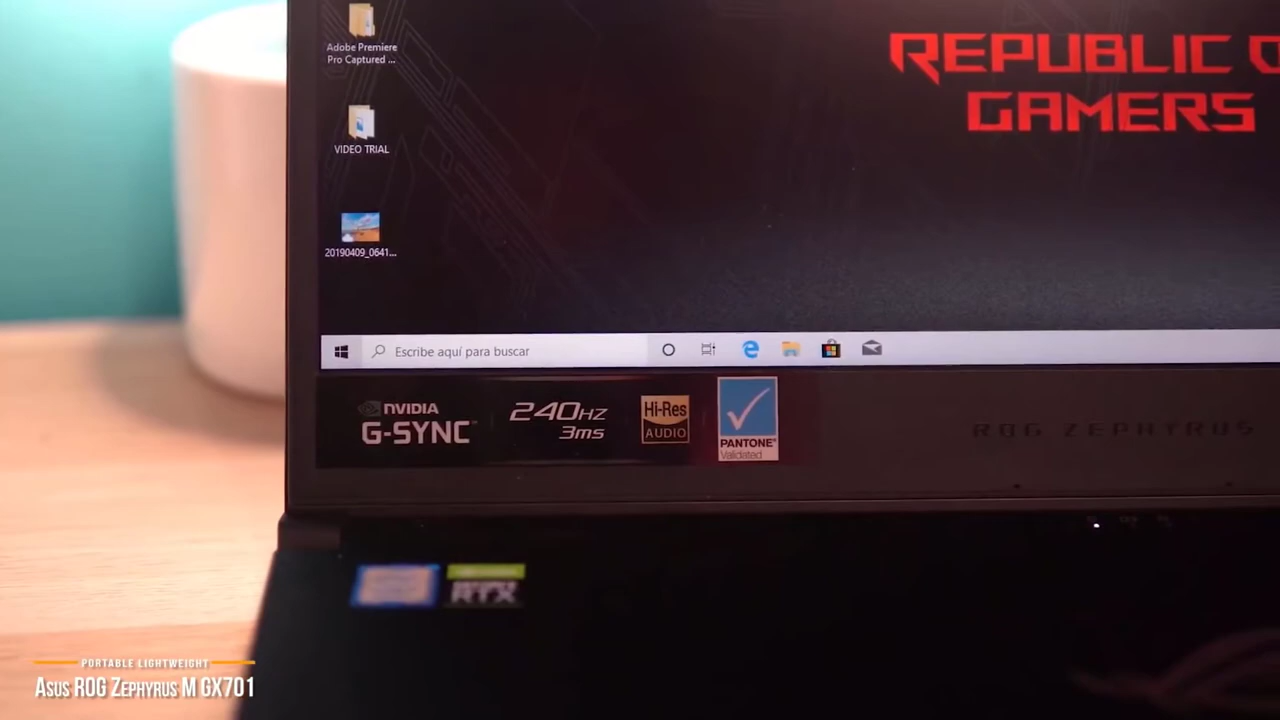 Adobe Premiere
Pro Captured ...
VIDEO TRIAL
20190409_0641...
REPUBLIC O
GAMERS
Escribe aquí para buscar
NVIDIA
G-SYNC
240HZ
3ms
Hi-Res
AUDIO
PANTONE®
Validated
ROG ZEPHYRUS
RTX
PORTABLE LIGHTWEIGHT
ASUS ROG ZEPHYRUS M GX701